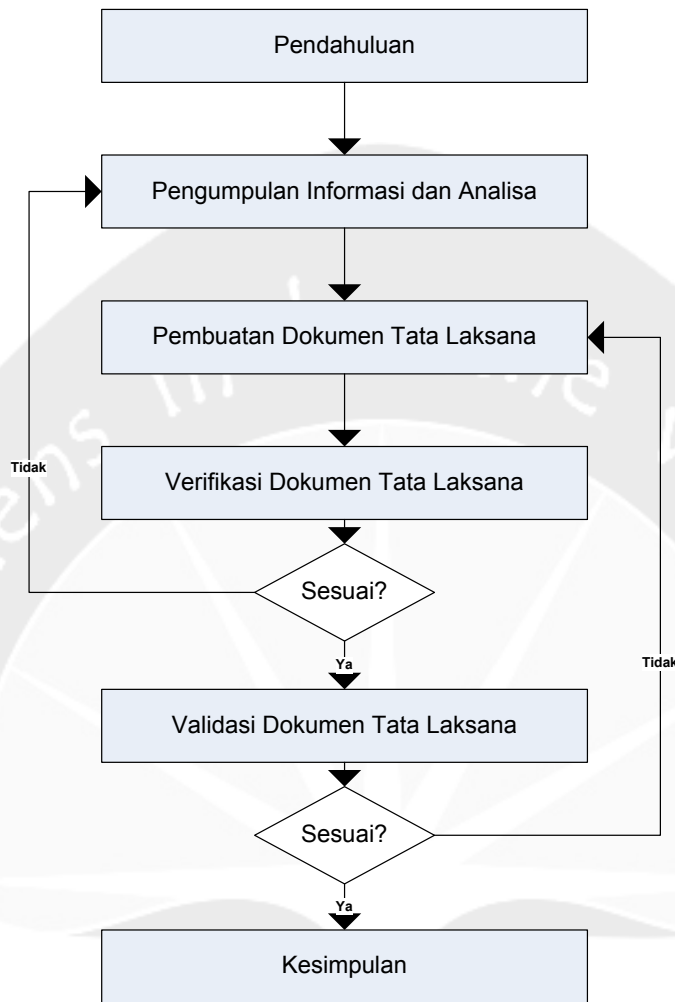 Pendahuluan
Pengumpulan Informasi dan Analisa
Pembuatan Dokumen Tata Laksana
Tidak
Verifikasi Dokumen Tata Laksana
Sesuai?
Ya
Tidak
Validasi Dokumen Tata Laksana
Sesuai?
Ya
Kesimpulan